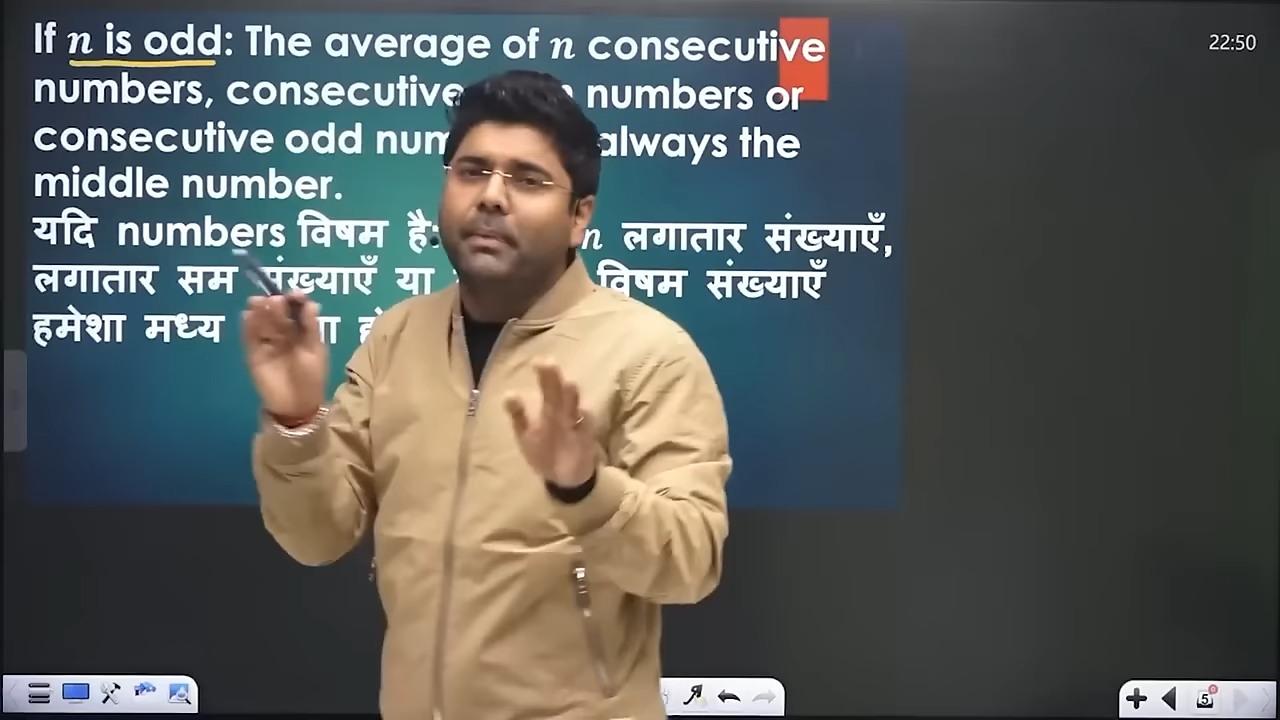 If n is odd: The average of n consecutive
numbers, consecutive numbers or
consecutive odd always the
middle number.
यदि numbers विषम है: n लगातार संख्याएँ,
लगातार सम संख्याएँ या विषम संख्याएँ
हमेशा मध्य
22:50
5